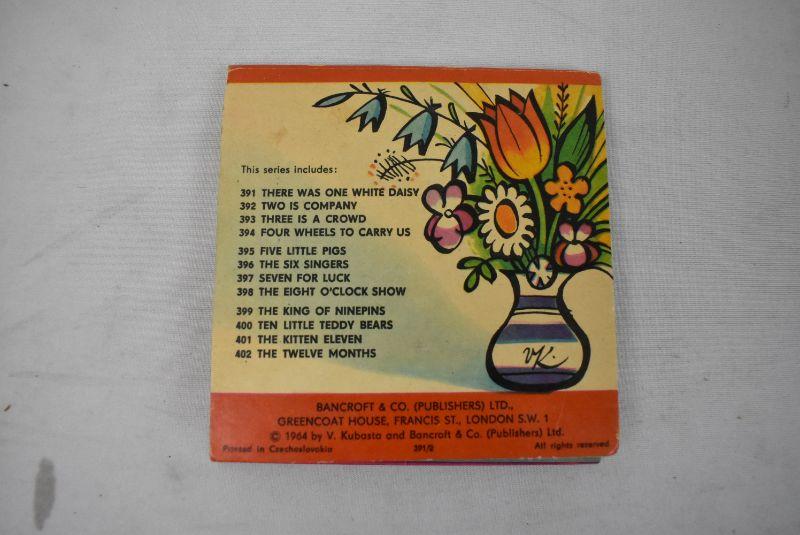 This series includes:
391 THERE WAS ONE WHITE DAISY
392 TWO IS COMPANY
393 THREE IS A CROWD
394 FOUR WHEELS TO CARRY US
395 FIVE LITTLE PIGS
396 THE SIX SINGERS
397 SEVEN FOR LUCK
398 THE EIGHT O'CLOCK SHOW
399 THE KING OF NINEPINS
400 TEN LITTLE TEDDY BEARS
401 THE KITTEN ELEVEN
402 THE TWELVE MONTHS
VK.
BANCROFT & CO. (PUBLISHERS) LTD.,
GREENCOAT HOUSE, FRANCIS ST., LONDON S.W. 1
© 1964 by V. Kubasta and Bancroft & Co. (Publishers) Ltd.
Printed in Czechoslovakia 391/2 All rights reserved